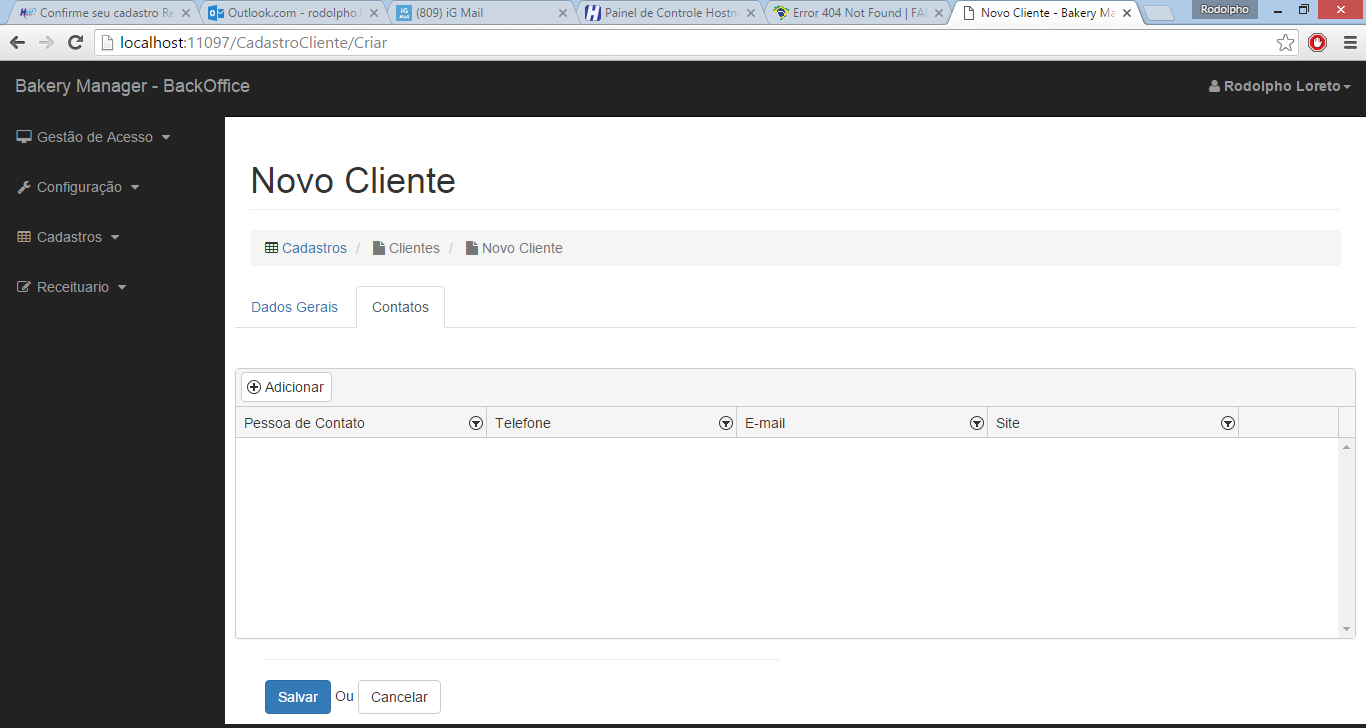 Confirme seu cadastro Re
Outlook.com - rodolpho.l
(809) iG Mail
Painel de Controle Hostne
Error 404 Not Found | FA
Novo Cliente - Bakery Ma
Rodolpho
localhost:11097/CadastroCliente/Criar
Bakery Manager - BackOffice
Rodolpho Loreto
Gestão de Acesso
Configuração
Cadastros
Receituario
Novo Cliente
Cadastros / Clientes / Novo Cliente
Dados Gerais
Contatos
Adicionar
Pessoa de Contato Telefone E-mail Site
Salvar Ou Cancelar